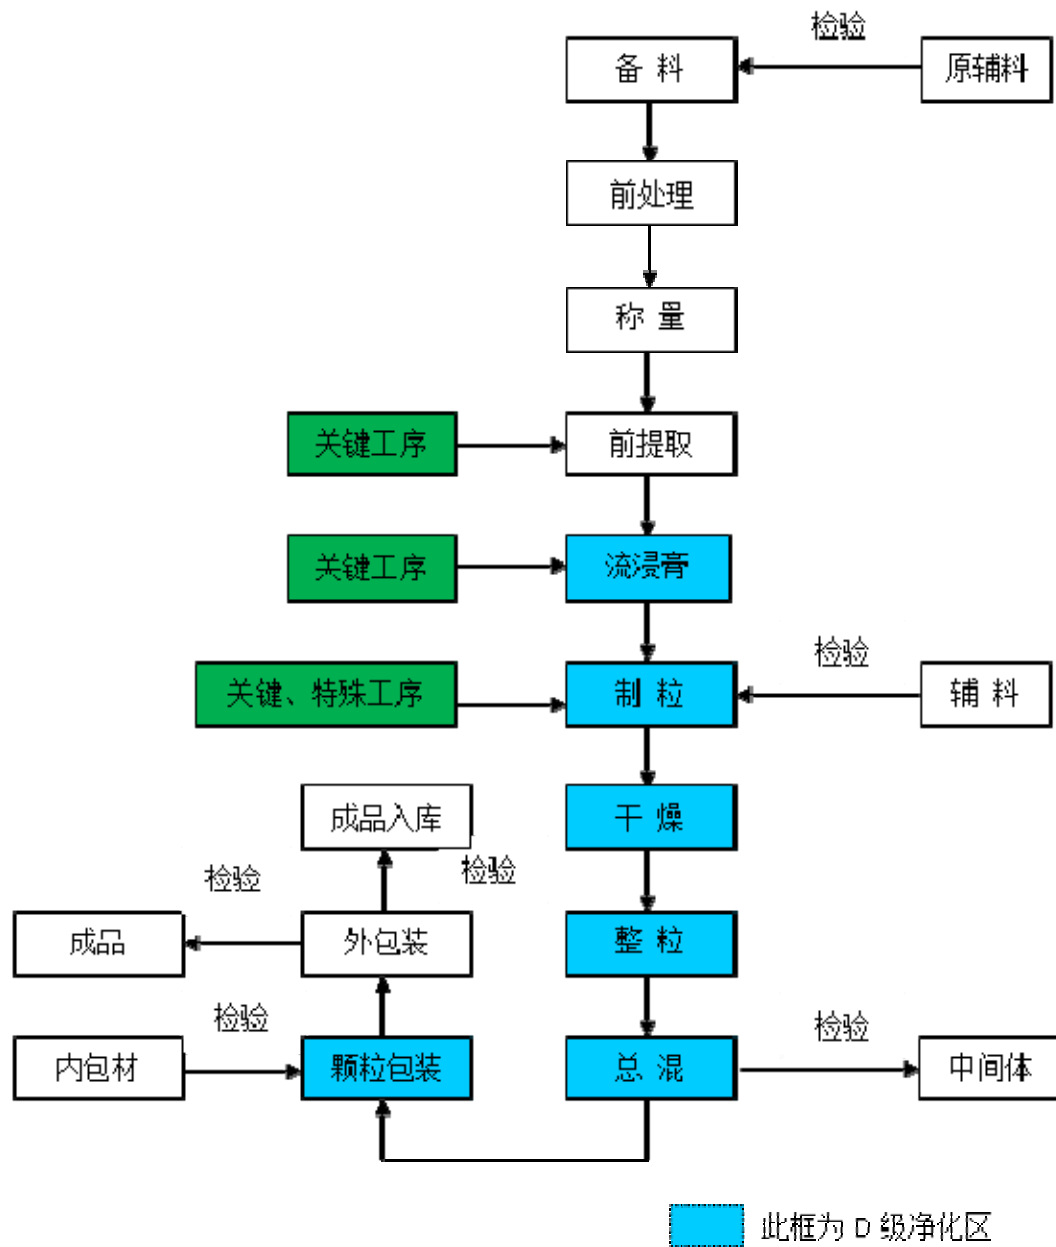 检验
备 料
原辅料
前处理
称 量
关键工序
前提取
关键工序
流浸膏
检验
关键、特殊工序
制 粒
辅 料
成品入库
干 燥
检验
检验
成品
外包装
整 粒
检验
检验
内包材
颗粒包装
总 混
中间体
此框为 D 级净化区